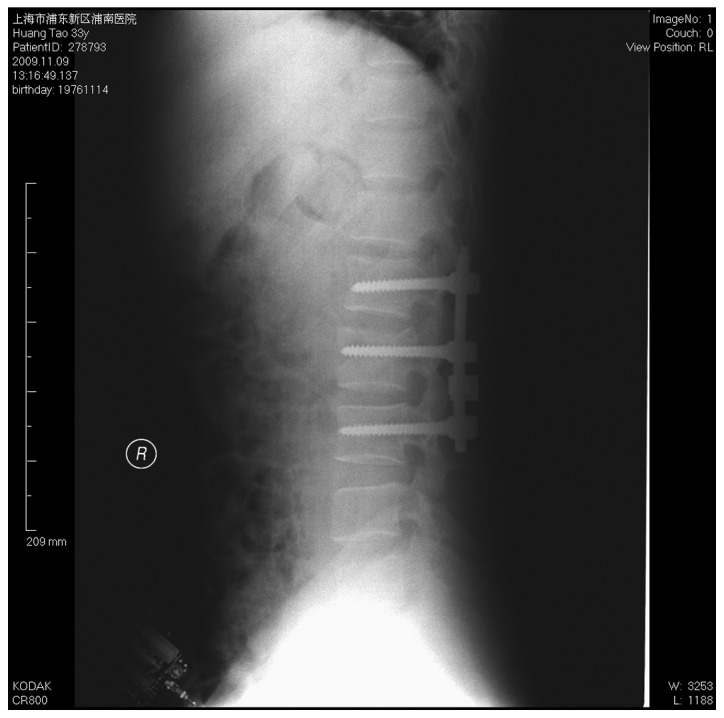 上海市浦东新区浦南医院
Huang Tao 33y
PatientID: 278793
2009.11.09
13:16:49.137
birthday: 19761114
ImageNo: 1
Couch: 0
View Position: RL
R
209 mm
KODAK
CR800
W: 3253
L: 1188